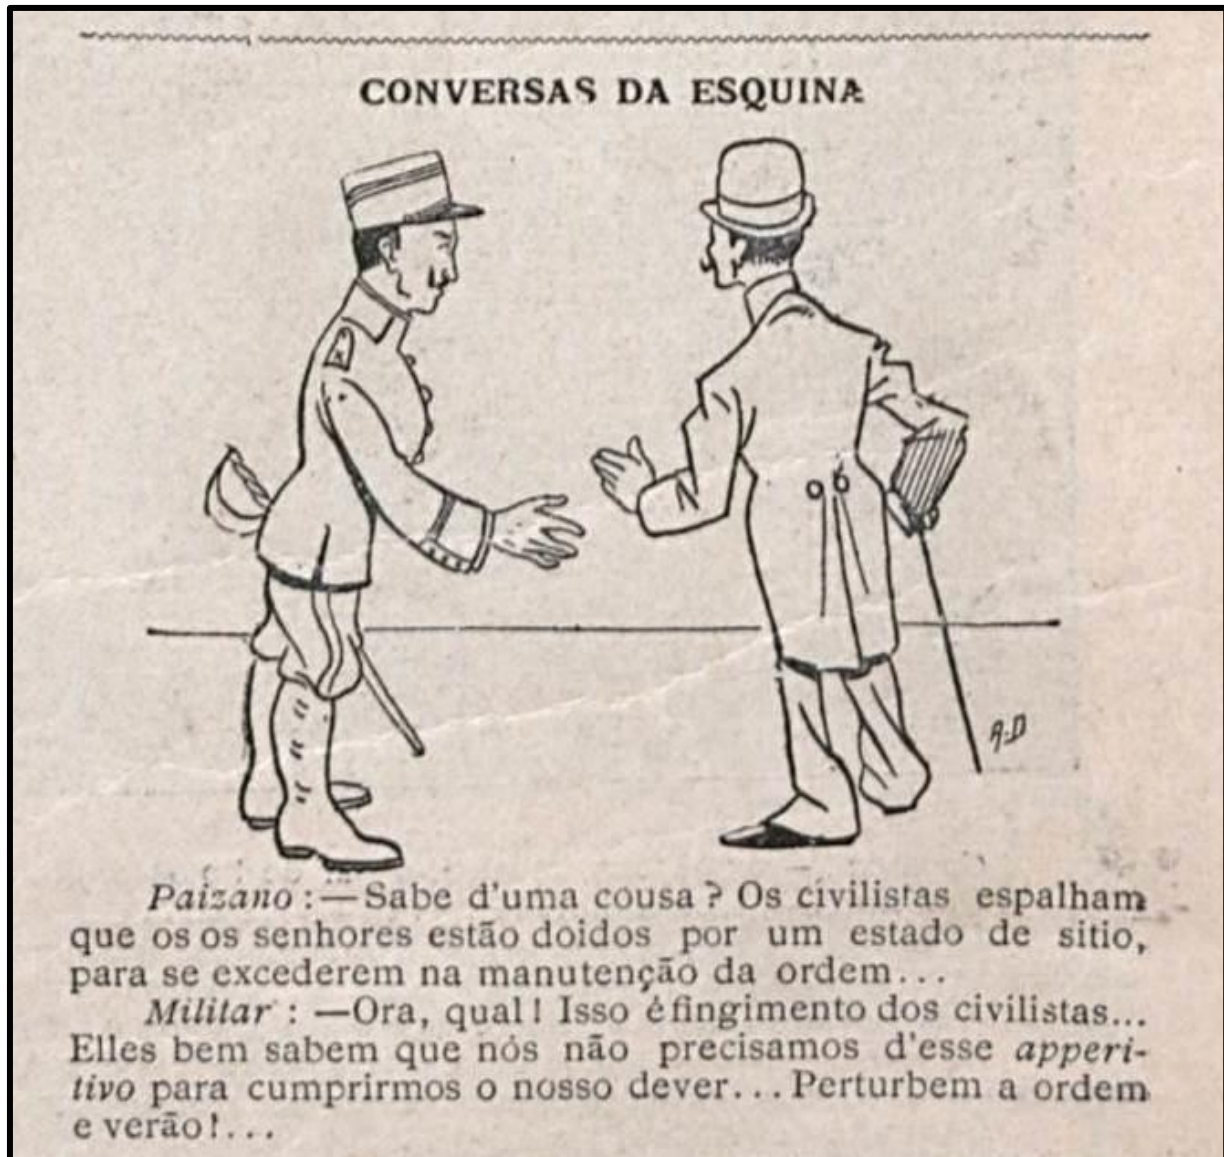 CONVERSAS DA ESQUINA
A-D
Paizano :—Sabe d'uma cousa ? Os civilistas espalham
que os os senhores estão doidos por um estado de sitio,
para se excederem na manutenção da ordem...
Militar : —Ora, qual ! Isso é fingimento dos civilistas...
Elles bem sabem que nós não precisamos d'esse apperi-
tivo para cumprirmos o nosso dever... Perturbem a ordem
e verão !...